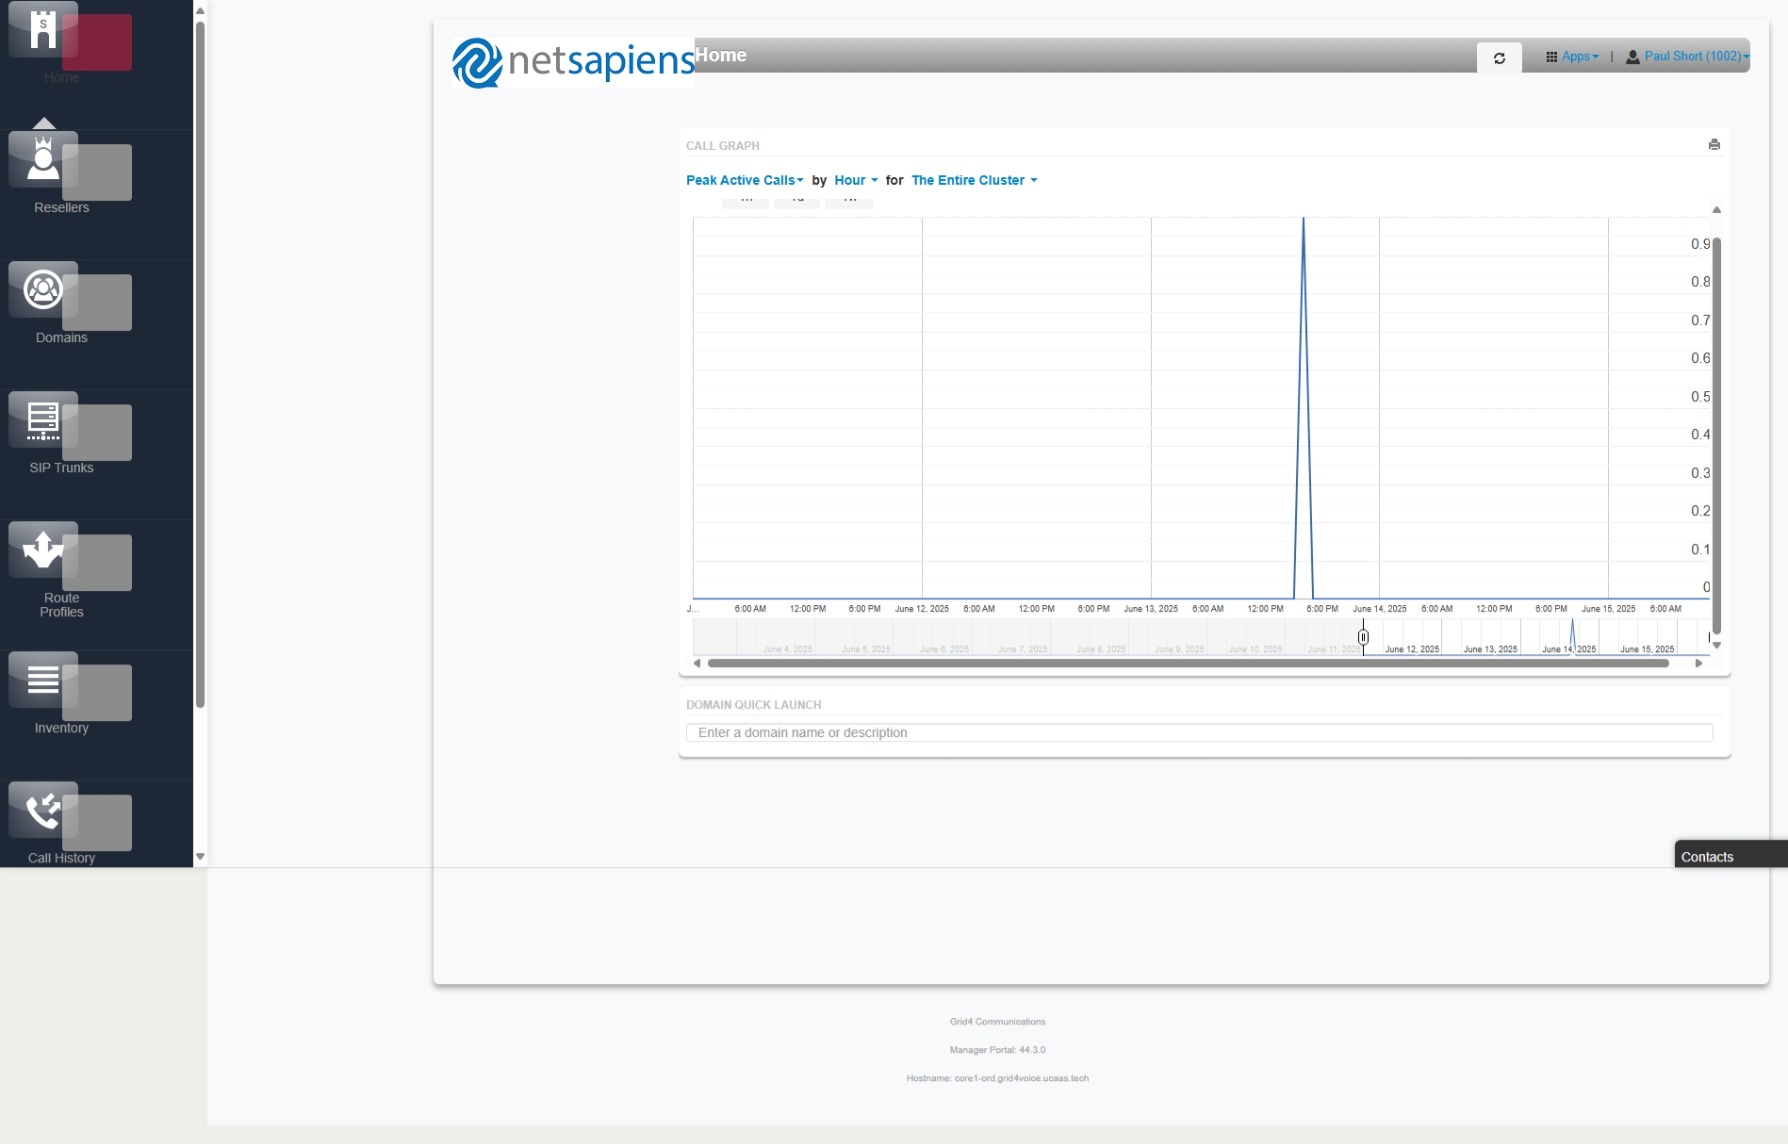 S
Home
Resellers
Domains
SIP Trunks
Route
Profiles
Inventory
Call History
netsapiens
Home
Apps | Paul Short (1002)
CALL GRAPH
Peak Active Calls by Hour for The Entire Cluster
0.9
0.8
0.7
0.6
0.5
0.4
0.3
0.2
0.1
0
J... 6:00 AM 12:00 PM 6:00 PM June 12, 2025 6:00 AM 12:00 PM 6:00 PM June 13, 2025 6:00 AM 12:00 PM 6:00 PM June 14, 2025 6:00 AM 12:00 PM 6:00 PM June 15, 2025 6:00 AM
June 4, 2025 June 5, 2025 June 6, 2025 June 7, 2025 June 8, 2025 June 9, 2025 June 10, 2025 June 11, 2025 June 12, 2025 June 13, 2025 June 14, 2025 June 15, 2025
DOMAIN QUICK LAUNCH
Enter a domain name or description
Contacts
Grid4 Communications
Manager Portal: 44.3.0
Hostname: core1-ord.grid4voice.ucaas.tech